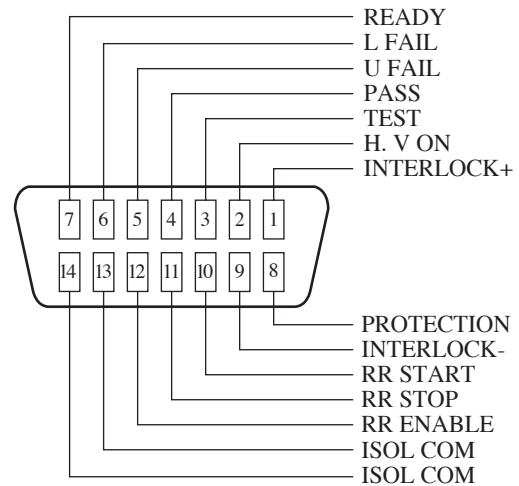 READY
L FAIL
U FAIL
PASS
TEST
H. V ON
INTERLOCK+
7 6 5 4 3 2 1
14 13 12 11 10 9 8
PROTECTION
INTERLOCK-
RR START
RR STOP
RR ENABLE
ISOL COM
ISOL COM